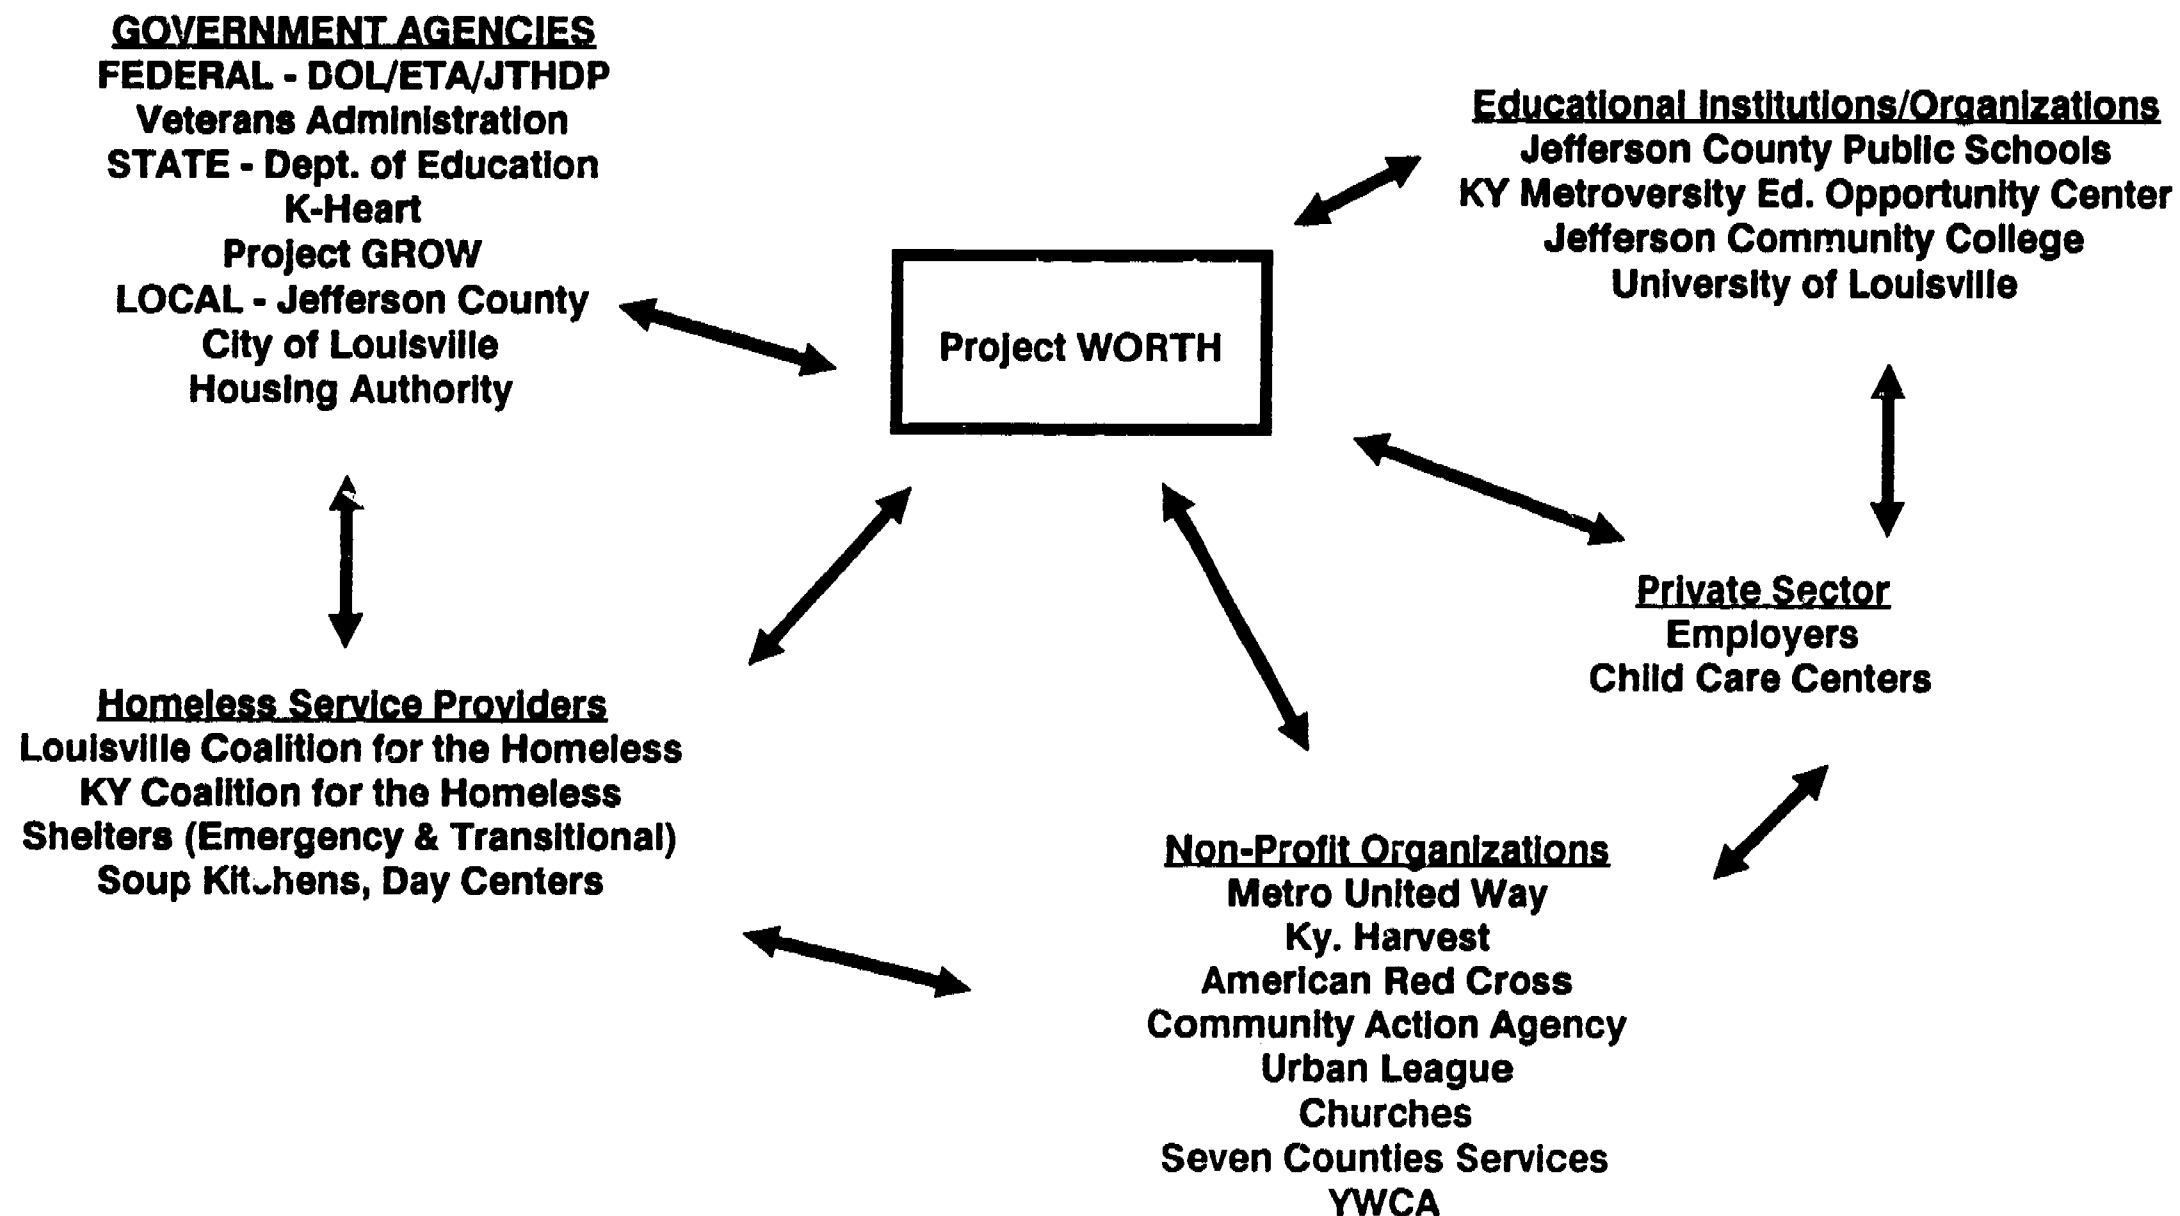 GOVERNMENT AGENCIES
FEDERAL - DOL/ETA/JTHDP
Veterans Administration
STATE - Dept. of Education
K-Heart
Project GROW
LOCAL - Jefferson County
City of Louisville
Housing Authority
Educational Institutions/Organizations
Jefferson County Public Schools
KY Metroversity Ed. Opportunity Center
Jefferson Community College
University of Louisville
Project WORTH
Private Sector
Employers
Child Care Centers
Homeless Service Providers
Louisville Coalition for the Homeless
KY Coalition for the Homeless
Shelters (Emergency & Transitional)
Soup Kitchens, Day Centers
Non-Profit Organizations
Metro United Way
Ky. Harvest
American Red Cross
Community Action Agency
Urban League
Churches
Seven Counties Services
YWCA